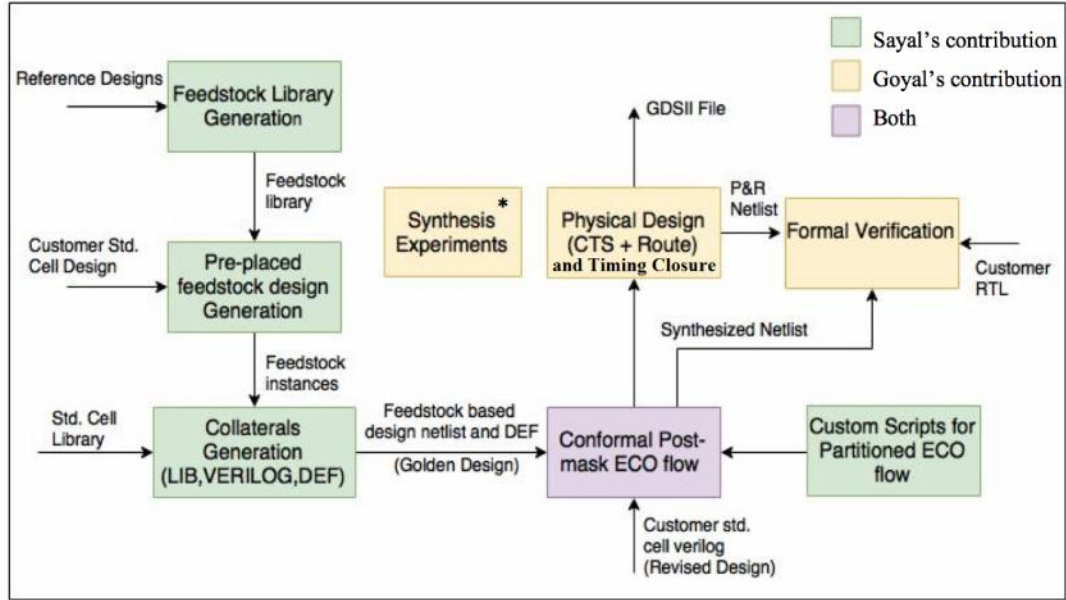 Sayal's contribution
Goyal's contribution
Both
Reference Designs
Feedstock Library
Generation
GDSII File
Feedstock
library
*
Synthesis
Experiments
Physical Design
(CTS + Route)
and Timing Closure
P&R
Netlist
Formal Verification
Customer Std.
Cell Design
Pre-placed
feedstock design
Generation
Customer
RTL
Synthesized Netlist
Feedstock
instances
Std. Cell
Library
Collaterals
Generation
(LIB,VERILOG,DEF)
Feedstock based
design netlist and DEF
(Golden Design)
Conformal Post-
mask ECO flow
Custom Scripts for
Partitioned ECO
flow
Customer std.
cell verilog
(Revised Design)